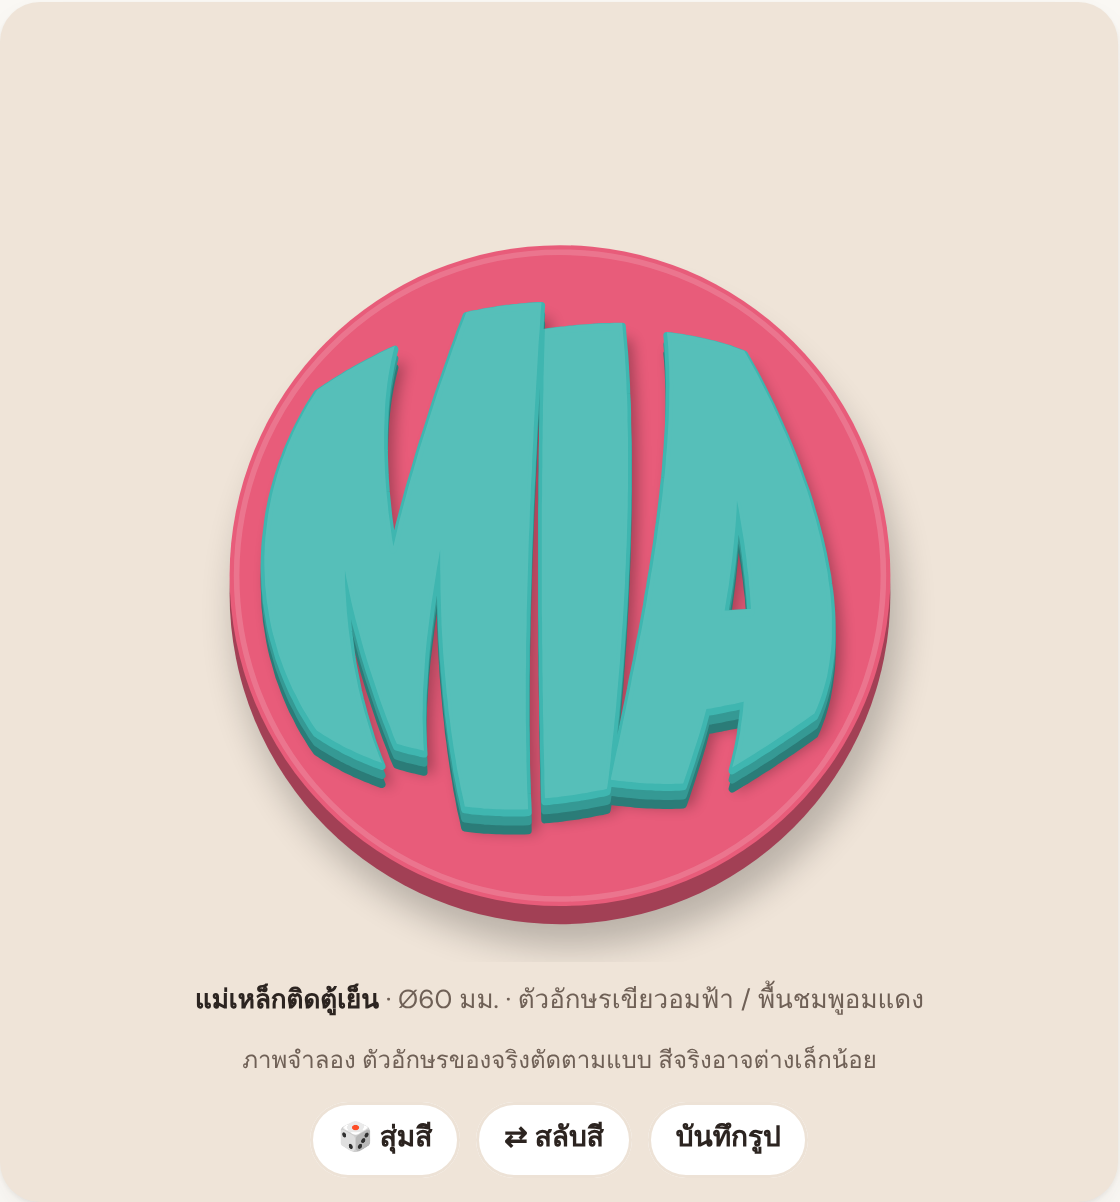 MIA
แม่เหล็กติดตู้เย็น · Ø60 มม. · ตัวอักษรเขียวอมฟ้า / พื้นชมพูอมแดง
ภาพจำลอง ตัวอักษรของจริงตัดตามแบบ สีจริงอาจต่างเล็กน้อย
🎲 สุ่มสี ⇄ สลับสี บันทึกรูป